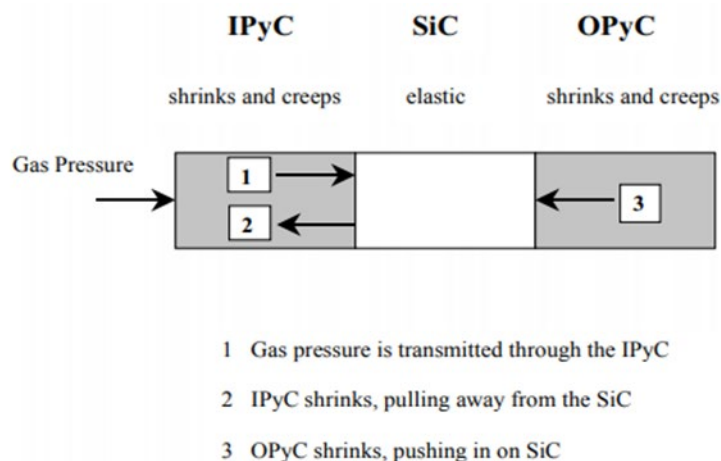 IPyC SiC OPyC
shrinks and creeps elastic shrinks and creeps
Gas Pressure
1
2
3
1 Gas pressure is transmitted through the IPyC
2 IPyC shrinks, pulling away from the SiC
3 OPyC shrinks, pushing in on SiC